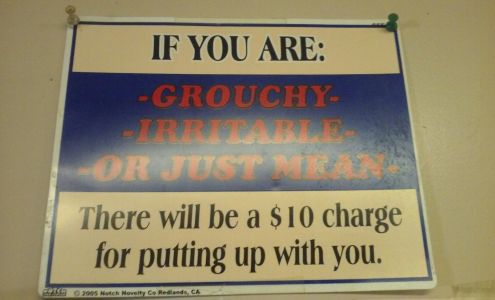 IF YOU ARE:
-GROUCHY-
-IRRITABLE-
-OR JUST MEAN-
There will be a $10 charge
for putting up with you.
© 2005 Notch Novelty Co Redlands, CA